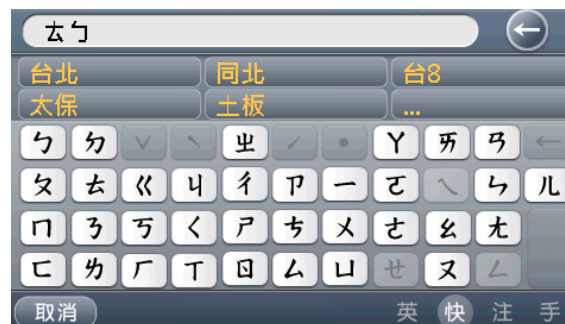 ㄊㄅ
台北 同北 台8
太保 土板 ...
ㄅ ㄉ ˇ ˋ ㄓ ˊ ˙ ㄚ ㄞ ㄢ ←
ㄆ ㄊ ㄍ ㄐ ㄔ ㄗ ㄧ ㄛ ㄟ ㄣ ㄦ
ㄇ ㄋ ㄎ ㄑ ㄕ ㄘ ㄨ ㄜ ㄠ ㄤ
ㄈ ㄌ ㄏ ㄒ ㄖ ㄙ ㄩ ㄝ ㄡ ㄥ
取消 英 快 注 手